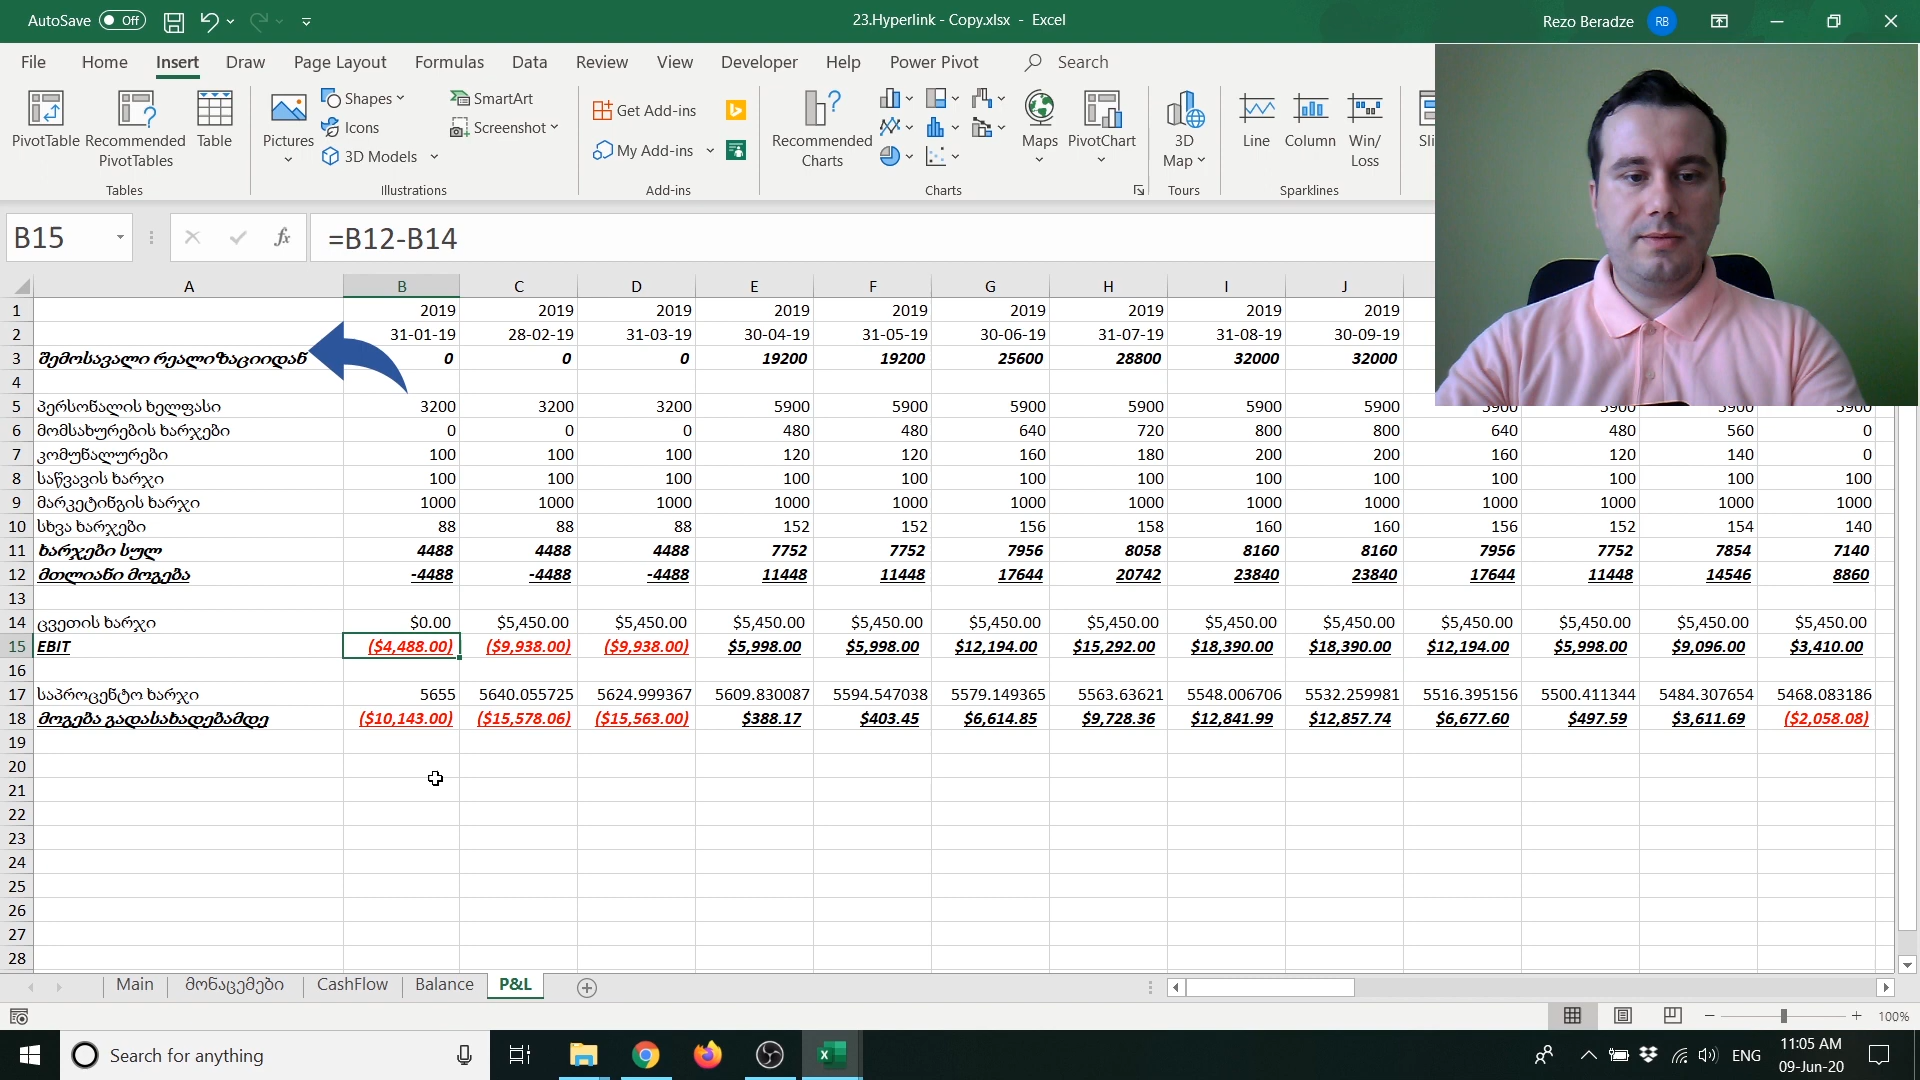 AutoSave Off 23.Hyperlink - Copy.xlsx - Excel Rezo Beradze RB
File Home Insert Draw Page Layout Formulas Data Review View Developer Help Power Pivot Search
PivotTable Recommended PivotTables Table Pictures Shapes Icons 3D Models SmartArt Screenshot Get Add-ins My Add-ins Recommended Charts Maps PivotChart 3D Map Line Column Win/Loss
Tables Illustrations Add-ins Charts Tours Sparklines
B15 fx =B12-B14
A B C D E F G H I J
1 2019 2019 2019 2019 2019 2019 2019 2019 2019
2 31-01-19 28-02-19 31-03-19 30-04-19 31-05-19 30-06-19 31-07-19 31-08-19 30-09-19
3 შემოსავალი რეალიზაციიდან 0 0 0 19200 19200 25600 28800 32000 32000
4
5 პერსონალის ხელფასი 3200 3200 3200 5900 5900 5900 5900 5900 5900 5900 5900 5900 5900
6 მომსახურების ხარჯები 0 0 0 480 480 640 720 800 800 640 480 560 0
7 კომუნალურები 100 100 100 120 120 160 180 200 200 160 120 140 0
8 საწვავის ხარჯი 100 100 100 100 100 100 100 100 100 100 100 100 100
9 მარკეტინგის ხარჯი 1000 1000 1000 1000 1000 1000 1000 1000 1000 1000 1000 1000 1000
10 სხვა ხარჯები 88 88 88 152 152 156 158 160 160 156 152 154 140
11 ხარჯები სულ 4488 4488 4488 7752 7752 7956 8058 8160 8160 7956 7752 7854 7140
12 მთლიანი მოგება -4488 -4488 -4488 11448 11448 17644 20742 23840 23840 17644 11448 14546 8860
13
14 ცვეთის ხარჯი $0.00 $5,450.00 $5,450.00 $5,450.00 $5,450.00 $5,450.00 $5,450.00 $5,450.00 $5,450.00 $5,450.00 $5,450.00 $5,450.00 $5,450.00
15 EBIT ($4,488.00) ($9,938.00) ($9,938.00) $5,998.00 $5,998.00 $12,194.00 $15,292.00 $18,390.00 $18,390.00 $12,194.00 $5,998.00 $9,096.00 $3,410.00
16
17 საპროცენტო ხარჯი 5655 5640.055725 5624.999367 5609.830087 5594.547038 5579.149365 5563.63621 5548.006706 5532.259981 5516.395156 5500.411344 5484.307654 5468.083186
18 მოგება გადასახადებამდე ($10,143.00) ($15,578.06) ($15,563.00) $388.17 $403.45 $6,614.85 $9,728.36 $12,841.99 $12,857.74 $6,677.60 $497.59 $3,611.69 ($2,058.08)
19
20
21
22
23
24
25
26
27
28
Main მონაცემები CashFlow Balance P&L
100%
Search for anything ENG 11:05 AM
09-Jun-20